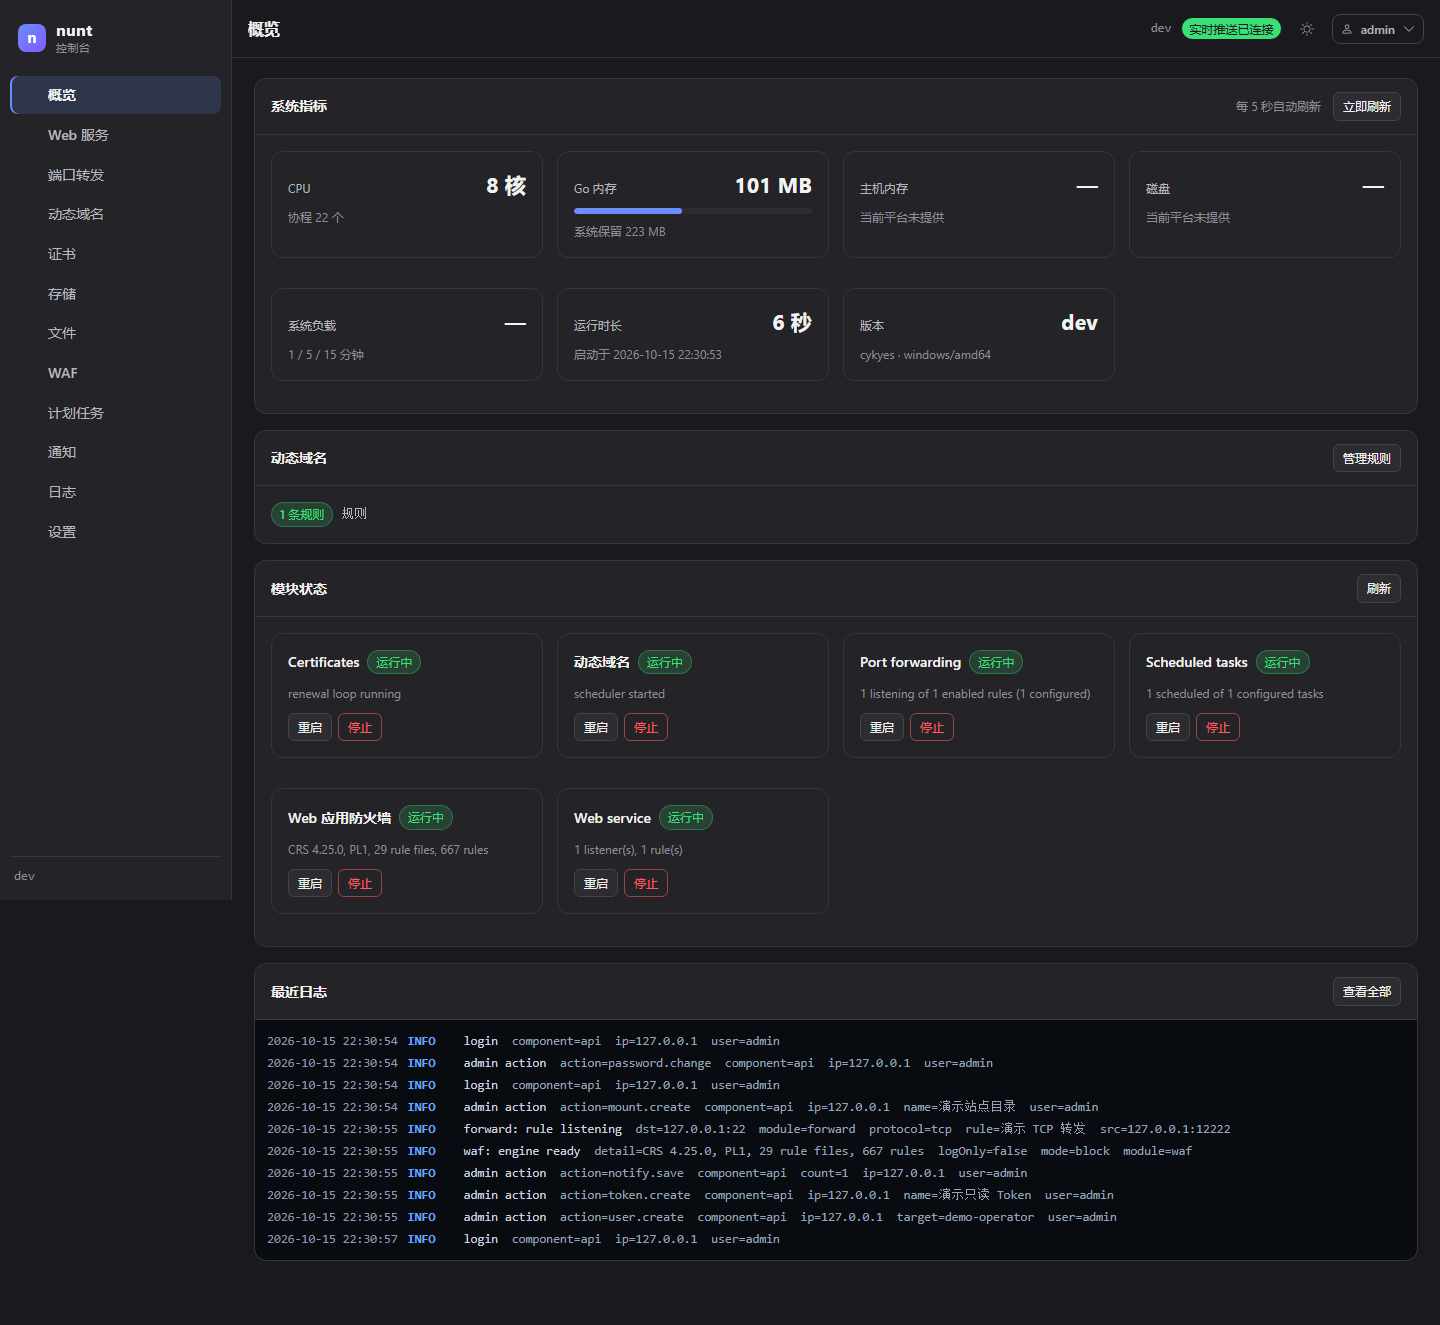 n
nunt
控制台
概览
Web 服务
端口转发
动态域名
证书
存储
文件
WAF
计划任务
通知
日志
设置
dev
概览
dev 实时推送已连接 admin
系统指标
每 5 秒自动刷新 立即刷新
CPU 8 核
协程 22 个
Go 内存 101 MB
系统保留 223 MB
主机内存 —
当前平台未提供
磁盘 —
当前平台未提供
系统负载 —
1 / 5 / 15 分钟
运行时长 6 秒
启动于 2026-10-15 22:30:53
版本 dev
cykyes · windows/amd64
动态域名 管理规则
1 条规则 规则
模块状态 刷新
Certificates 运行中
renewal loop running
重启 停止
动态域名 运行中
scheduler started
重启 停止
Port forwarding 运行中
1 listening of 1 enabled rules (1 configured)
重启 停止
Scheduled tasks 运行中
1 scheduled of 1 configured tasks
重启 停止
Web 应用防火墙 运行中
CRS 4.25.0, PL1, 29 rule files, 667 rules
重启 停止
Web service 运行中
1 listener(s), 1 rule(s)
重启 停止
最近日志 查看全部
2026-10-15 22:30:54 INFO login component=api ip=127.0.0.1 user=admin
2026-10-15 22:30:54 INFO admin action action=password.change component=api ip=127.0.0.1 user=admin
2026-10-15 22:30:54 INFO login component=api ip=127.0.0.1 user=admin
2026-10-15 22:30:54 INFO admin action action=mount.create component=api ip=127.0.0.1 name=演示站点目录 user=admin
2026-10-15 22:30:55 INFO forward: rule listening dst=127.0.0.1:22 module=forward protocol=tcp rule=演示 TCP 转发 src=127.0.0.1:12222
2026-10-15 22:30:55 INFO waf: engine ready detail=CRS 4.25.0, PL1, 29 rule files, 667 rules logOnly=false mode=block module=waf
2026-10-15 22:30:55 INFO admin action action=notify.save component=api count=1 ip=127.0.0.1 user=admin
2026-10-15 22:30:55 INFO admin action action=token.create component=api ip=127.0.0.1 name=演示只读 Token user=admin
2026-10-15 22:30:55 INFO admin action action=user.create component=api ip=127.0.0.1 target=demo-operator user=admin
2026-10-15 22:30:57 INFO login component=api ip=127.0.0.1 user=admin